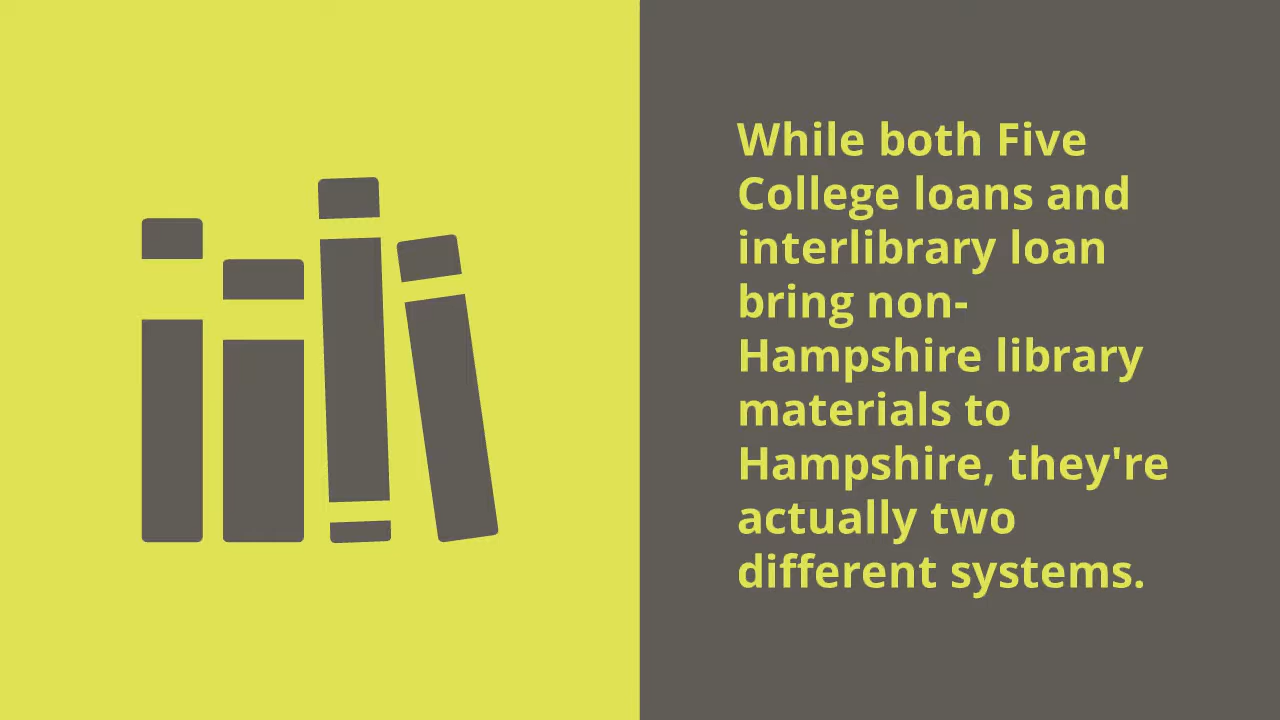 While both Five
College loans and
interlibrary loan
bring non-
Hampshire library
materials to
Hampshire, they're
actually two
different systems.